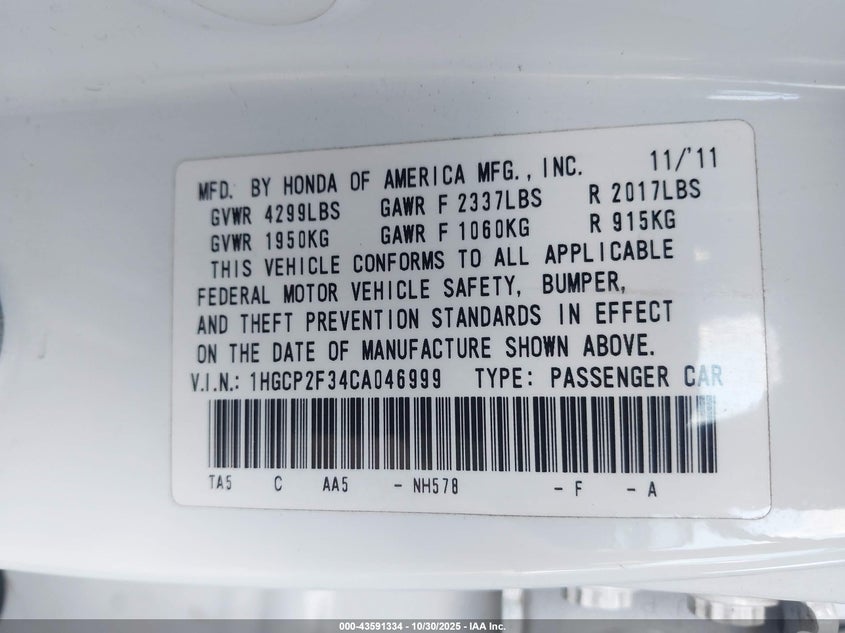 MFD. BY HONDA OF AMERICA MFG., INC. 11/'11
GVWR 4299LBS GAWR F 2337LBS R 2017LBS
GVWR 1950KG GAWR F 1060KG R 915KG
THIS VEHICLE CONFORMS TO ALL APPLICABLE
FEDERAL MOTOR VEHICLE SAFETY, BUMPER,
AND THEFT PREVENTION STANDARDS IN EFFECT
ON THE DATE OF MANUFACTURE SHOWN ABOVE.
V.I.N.: 1HGCP2F34CA046999 TYPE: PASSENGER CAR
TA5 C AA5 - NH578 - F - A
000-43591334 - 10/30/2025 - IAA Inc.